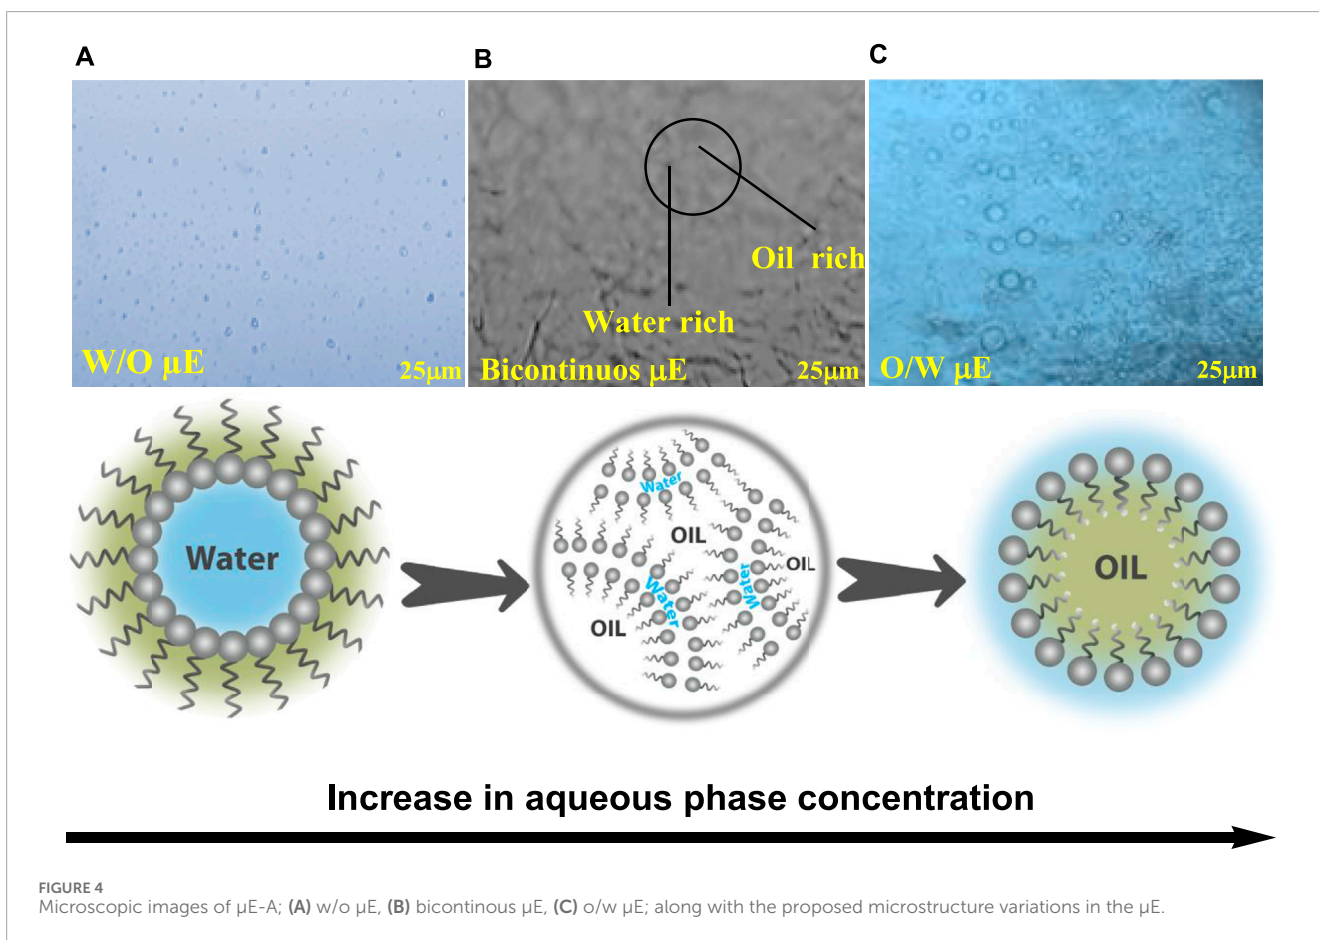 A
B
C
Oil rich
Water rich
W/O µE
25µm
Bicontinuos µE
25µm
O/W µE
25µm
Water
Water
OIL
OIL
Water
Water
OIL
OIL
Increase in aqueous phase concentration
FIGURE 4
Microscopic images of µE-A; (A) w/o µE, (B) bicontinous µE, (C) o/w µE; along with the proposed microstructure variations in the µE.